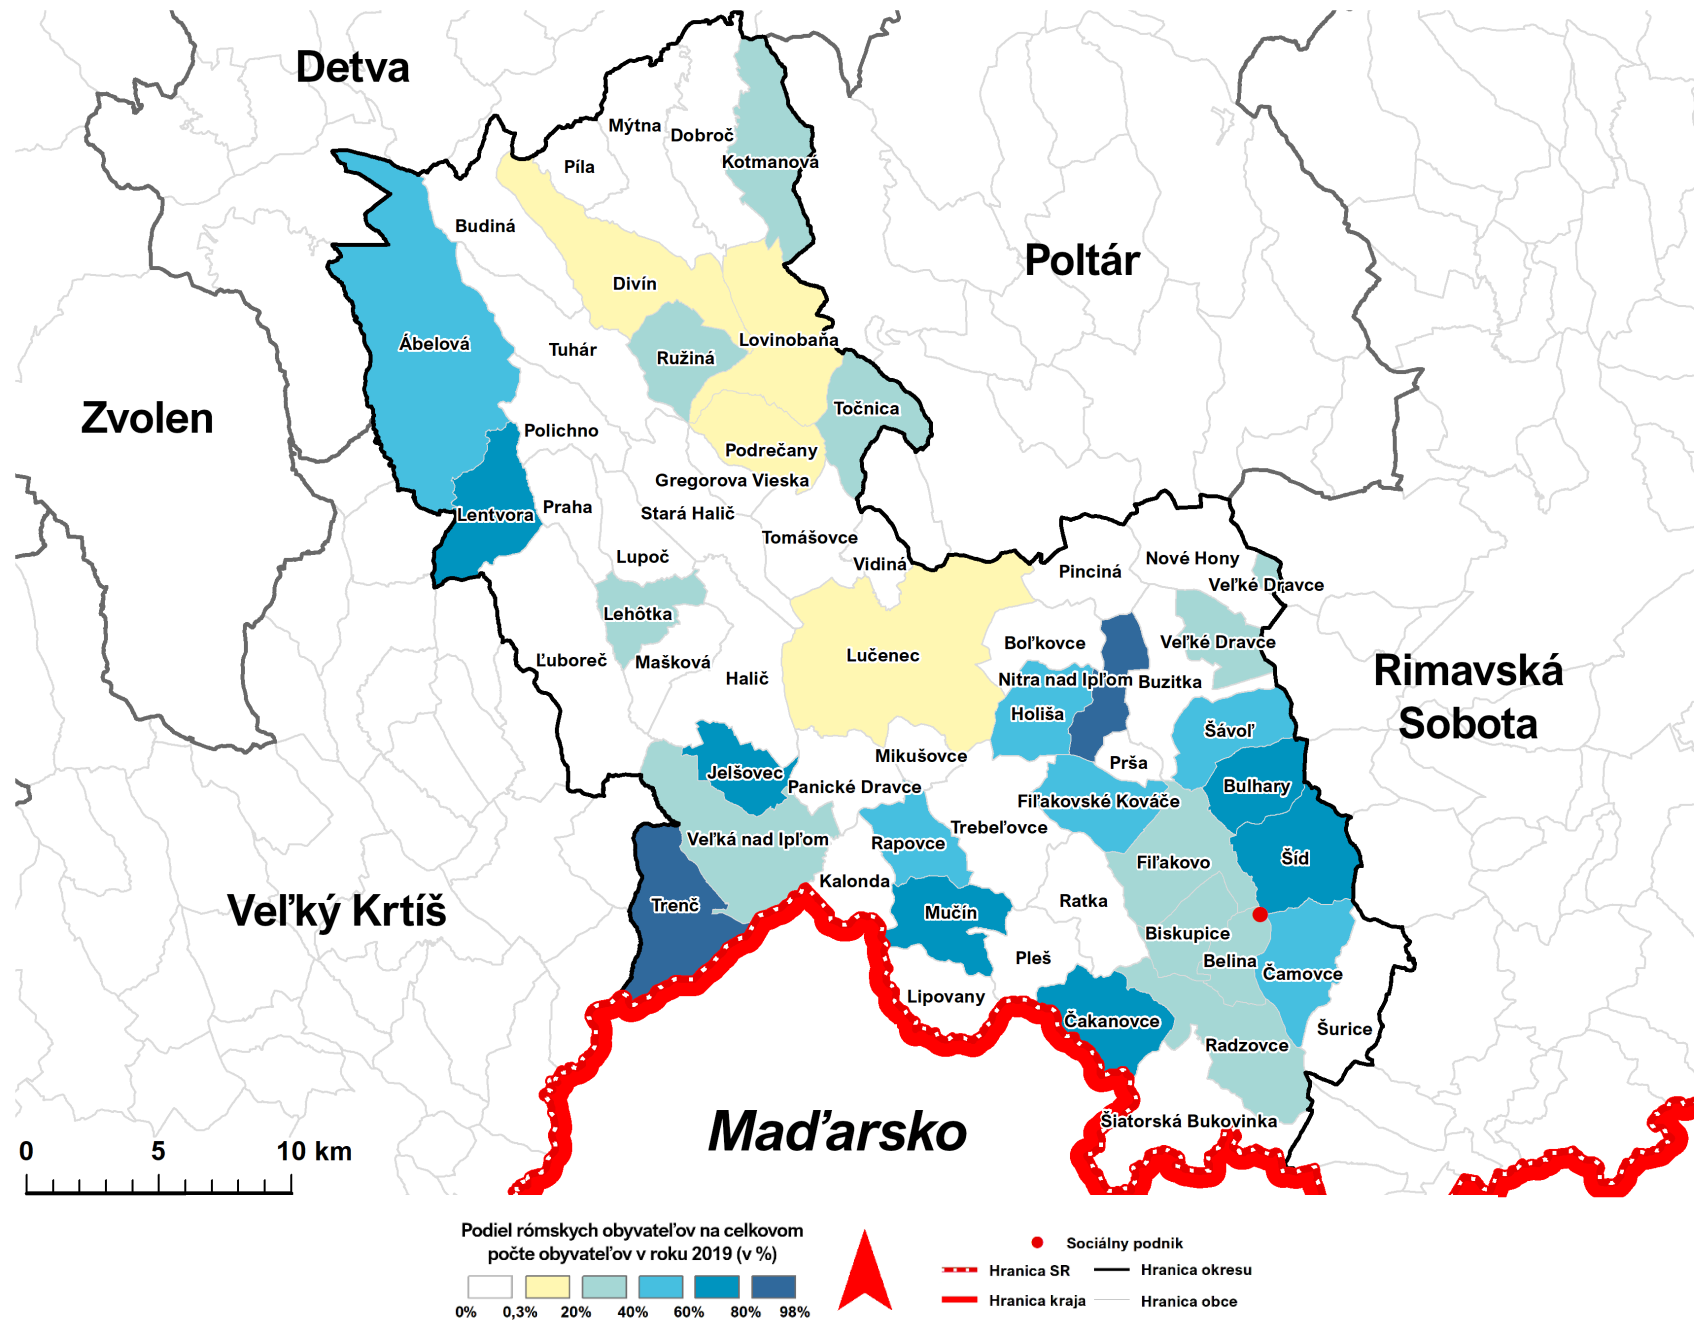 Detva
Mýtna
Dobroč
Kotmanová
Píla
Budiná
Poltár
Divín
Lovinobaňa
Ábelová
Tuhár
Ružiná
Zvolen
Točnica
Polichno
Podrečany
Gregorova Vieska
Lentvora
Praha
Stará Halič
Tomášovce
Lupoč
Vidiná
Pinciná
Nové Hony
Veľké Dravce
Lehôtka
Boľkovce
Veľké Dravce
Ľuboreč
Mašková
Halič
Lučenec
Nitra nad Ipľom
Buzitka
Rimavská
Sobota
Holiša
Šávoľ
Mikušovce
Prša
Jelšovec
Panické Dravce
Bulhary
Fiľakovské Kováče
Trebeľovce
Veľká nad Ipľom
Rapovce
Fiľakovo
Šíd
Kalonda
Veľký Krtíš
Trenč
Mučín
Ratka
Biskupice
Pleš
Belina
Čamovce
Lipovany
Čakanovce
Šurice
Radzovce
Maďarsko
Šiatorská Bukovinka
0 5 10 km
Podiel rómskych obyvateľov na celkovom
počte obyvateľov v roku 2019 (v %)
0% 0,3% 20% 40% 60% 80% 98%
Sociálny podnik
Hranica SR
Hranica okresu
Hranica kraja
Hranica obce